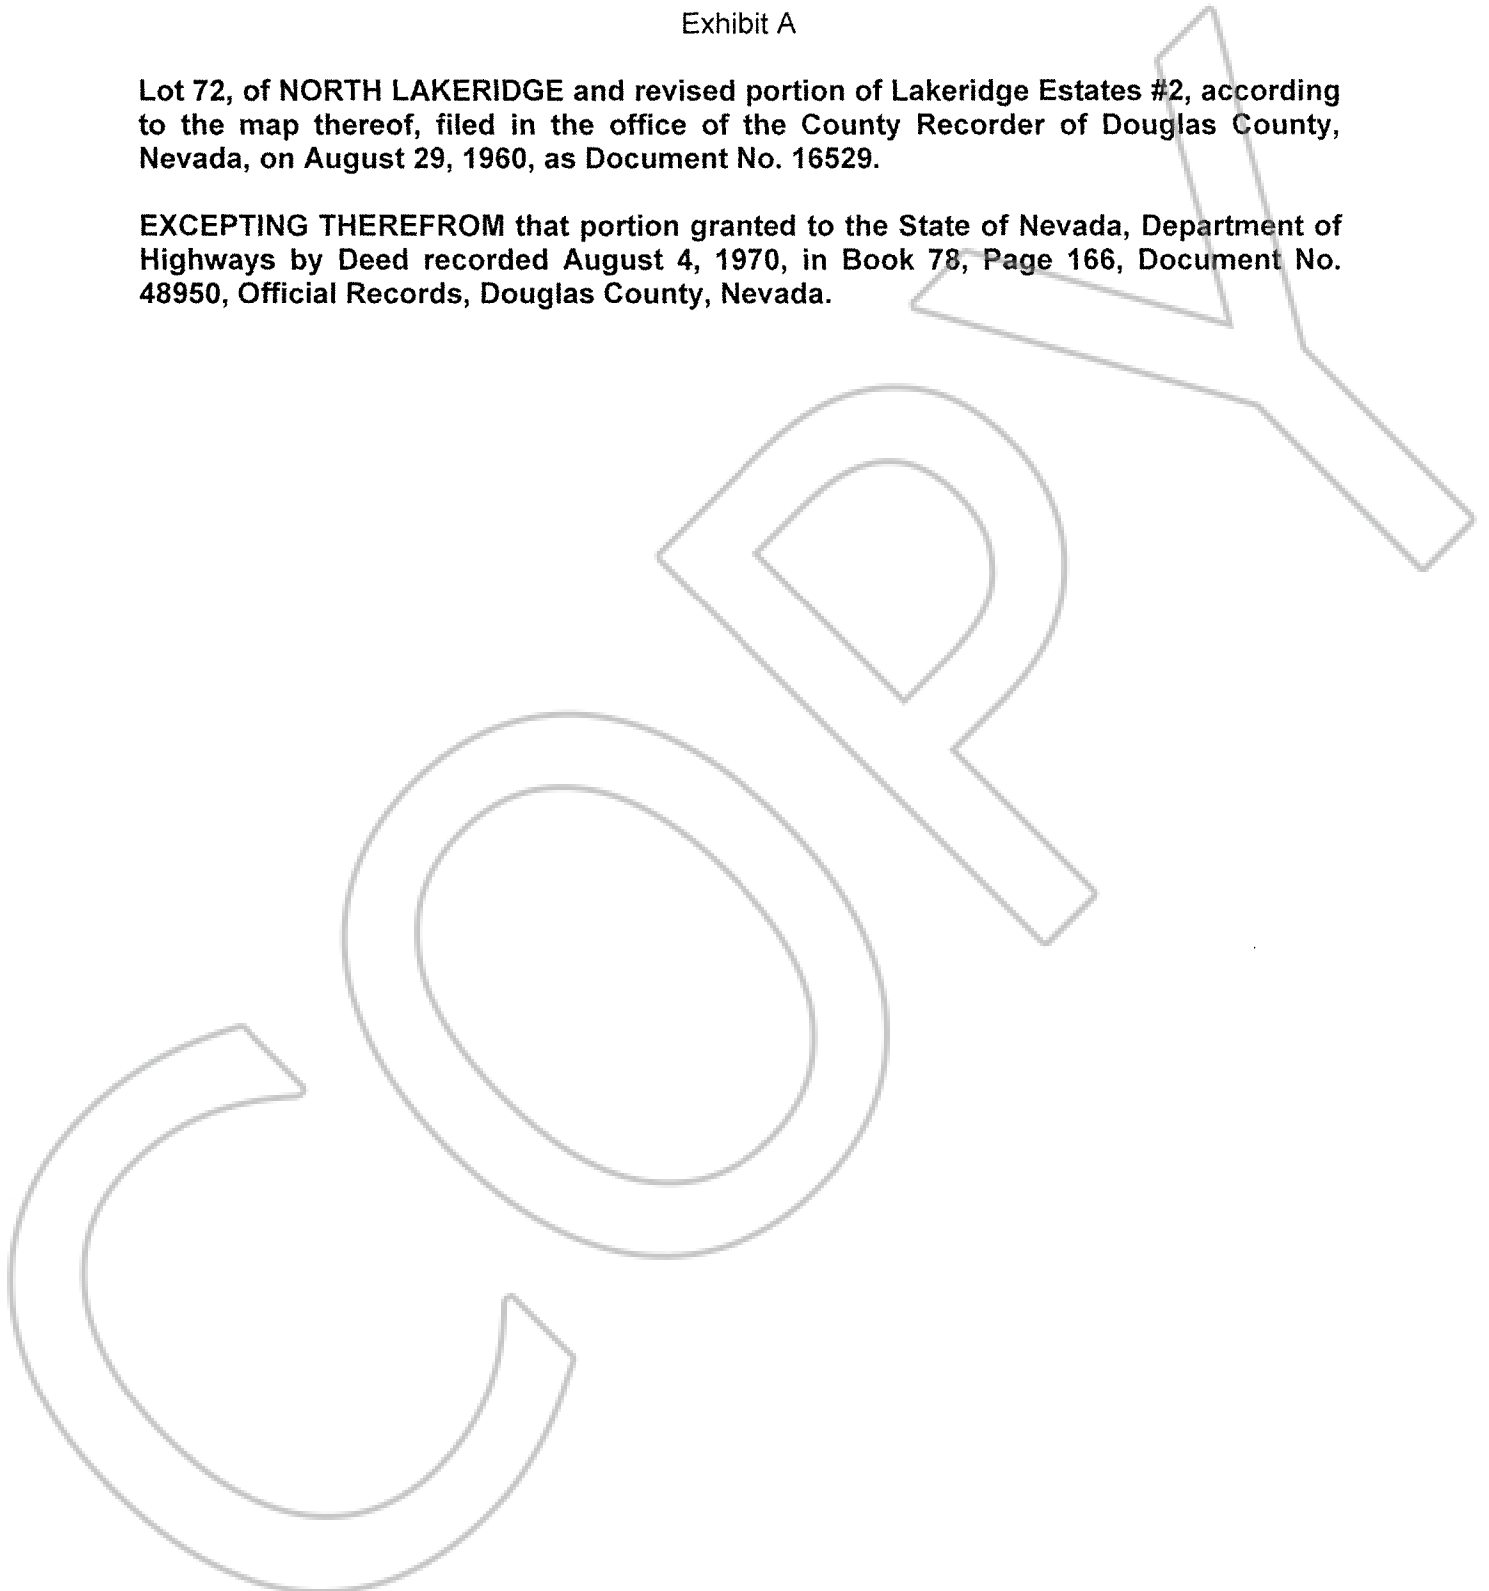 Exhibit A
Lot 72, of NORTH LAKERIDGE and revised portion of Lakeridge Estates #2, according
to the map thereof, filed in the office of the County Recorder of Douglas County,
Nevada, on August 29, 1960, as Document No. 16529.
EXCEPTING THEREFROM that portion granted to the State of Nevada, Department of
Highways by Deed recorded August 4, 1970, in Book 78, Page 166, Document No.
48950, Official Records, Douglas County, Nevada.
COPY